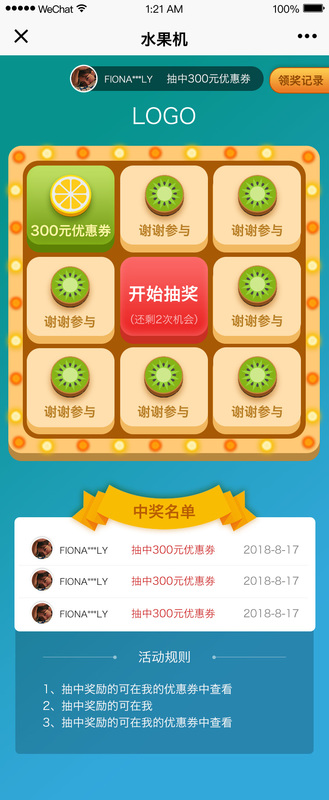 WeChat 1:21 AM 100%
水果机
FIONA***LY 抽中300元优惠券
领奖记录
LOGO
300元优惠券 谢谢参与 谢谢参与
谢谢参与 开始抽奖 谢谢参与
(还剩2次机会)
谢谢参与 谢谢参与 谢谢参与
中奖名单
FIONA***LY 抽中300元优惠券 2018-8-17
FIONA***LY 抽中300元优惠券 2018-8-17
FIONA***LY 抽中300元优惠券 2018-8-17
活动规则
1、抽中奖励的可在我的优惠券中查看
2、抽中奖励的可在我
3、抽中奖励的可在我的优惠券中查看